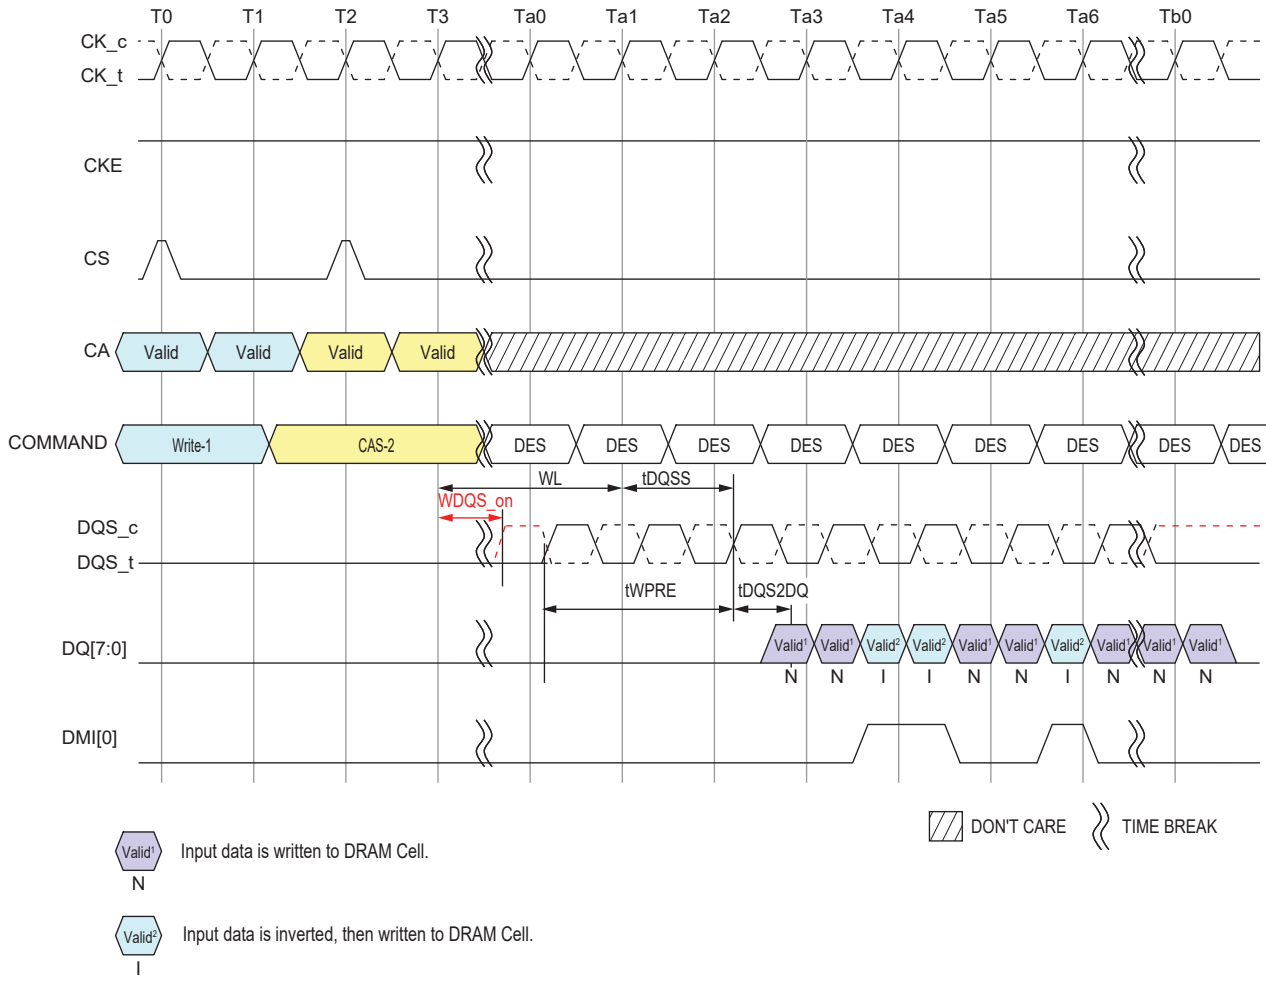 T0 T1 T2 T3 Ta0 Ta1 Ta2 Ta3 Ta4 Ta5 Ta6 Tb0
CK_c
CK_t
CKE
CS
CA Valid Valid Valid Valid
COMMAND Write-1 CAS-2 DES DES DES DES DES DES DES DES DES
WL tDQSS
WDQS_on
DQS_c
DQS_t
tWPRE tDQS2DQ
DQ[7:0] Valid¹ Valid¹ Valid² Valid² Valid¹ Valid¹ Valid² Valid¹ Valid¹ Valid¹
N N I I N N I N N N
DMI[0]
DON'T CARE TIME BREAK
Valid¹ Input data is written to DRAM Cell.
N
Valid² Input data is inverted, then written to DRAM Cell.
I